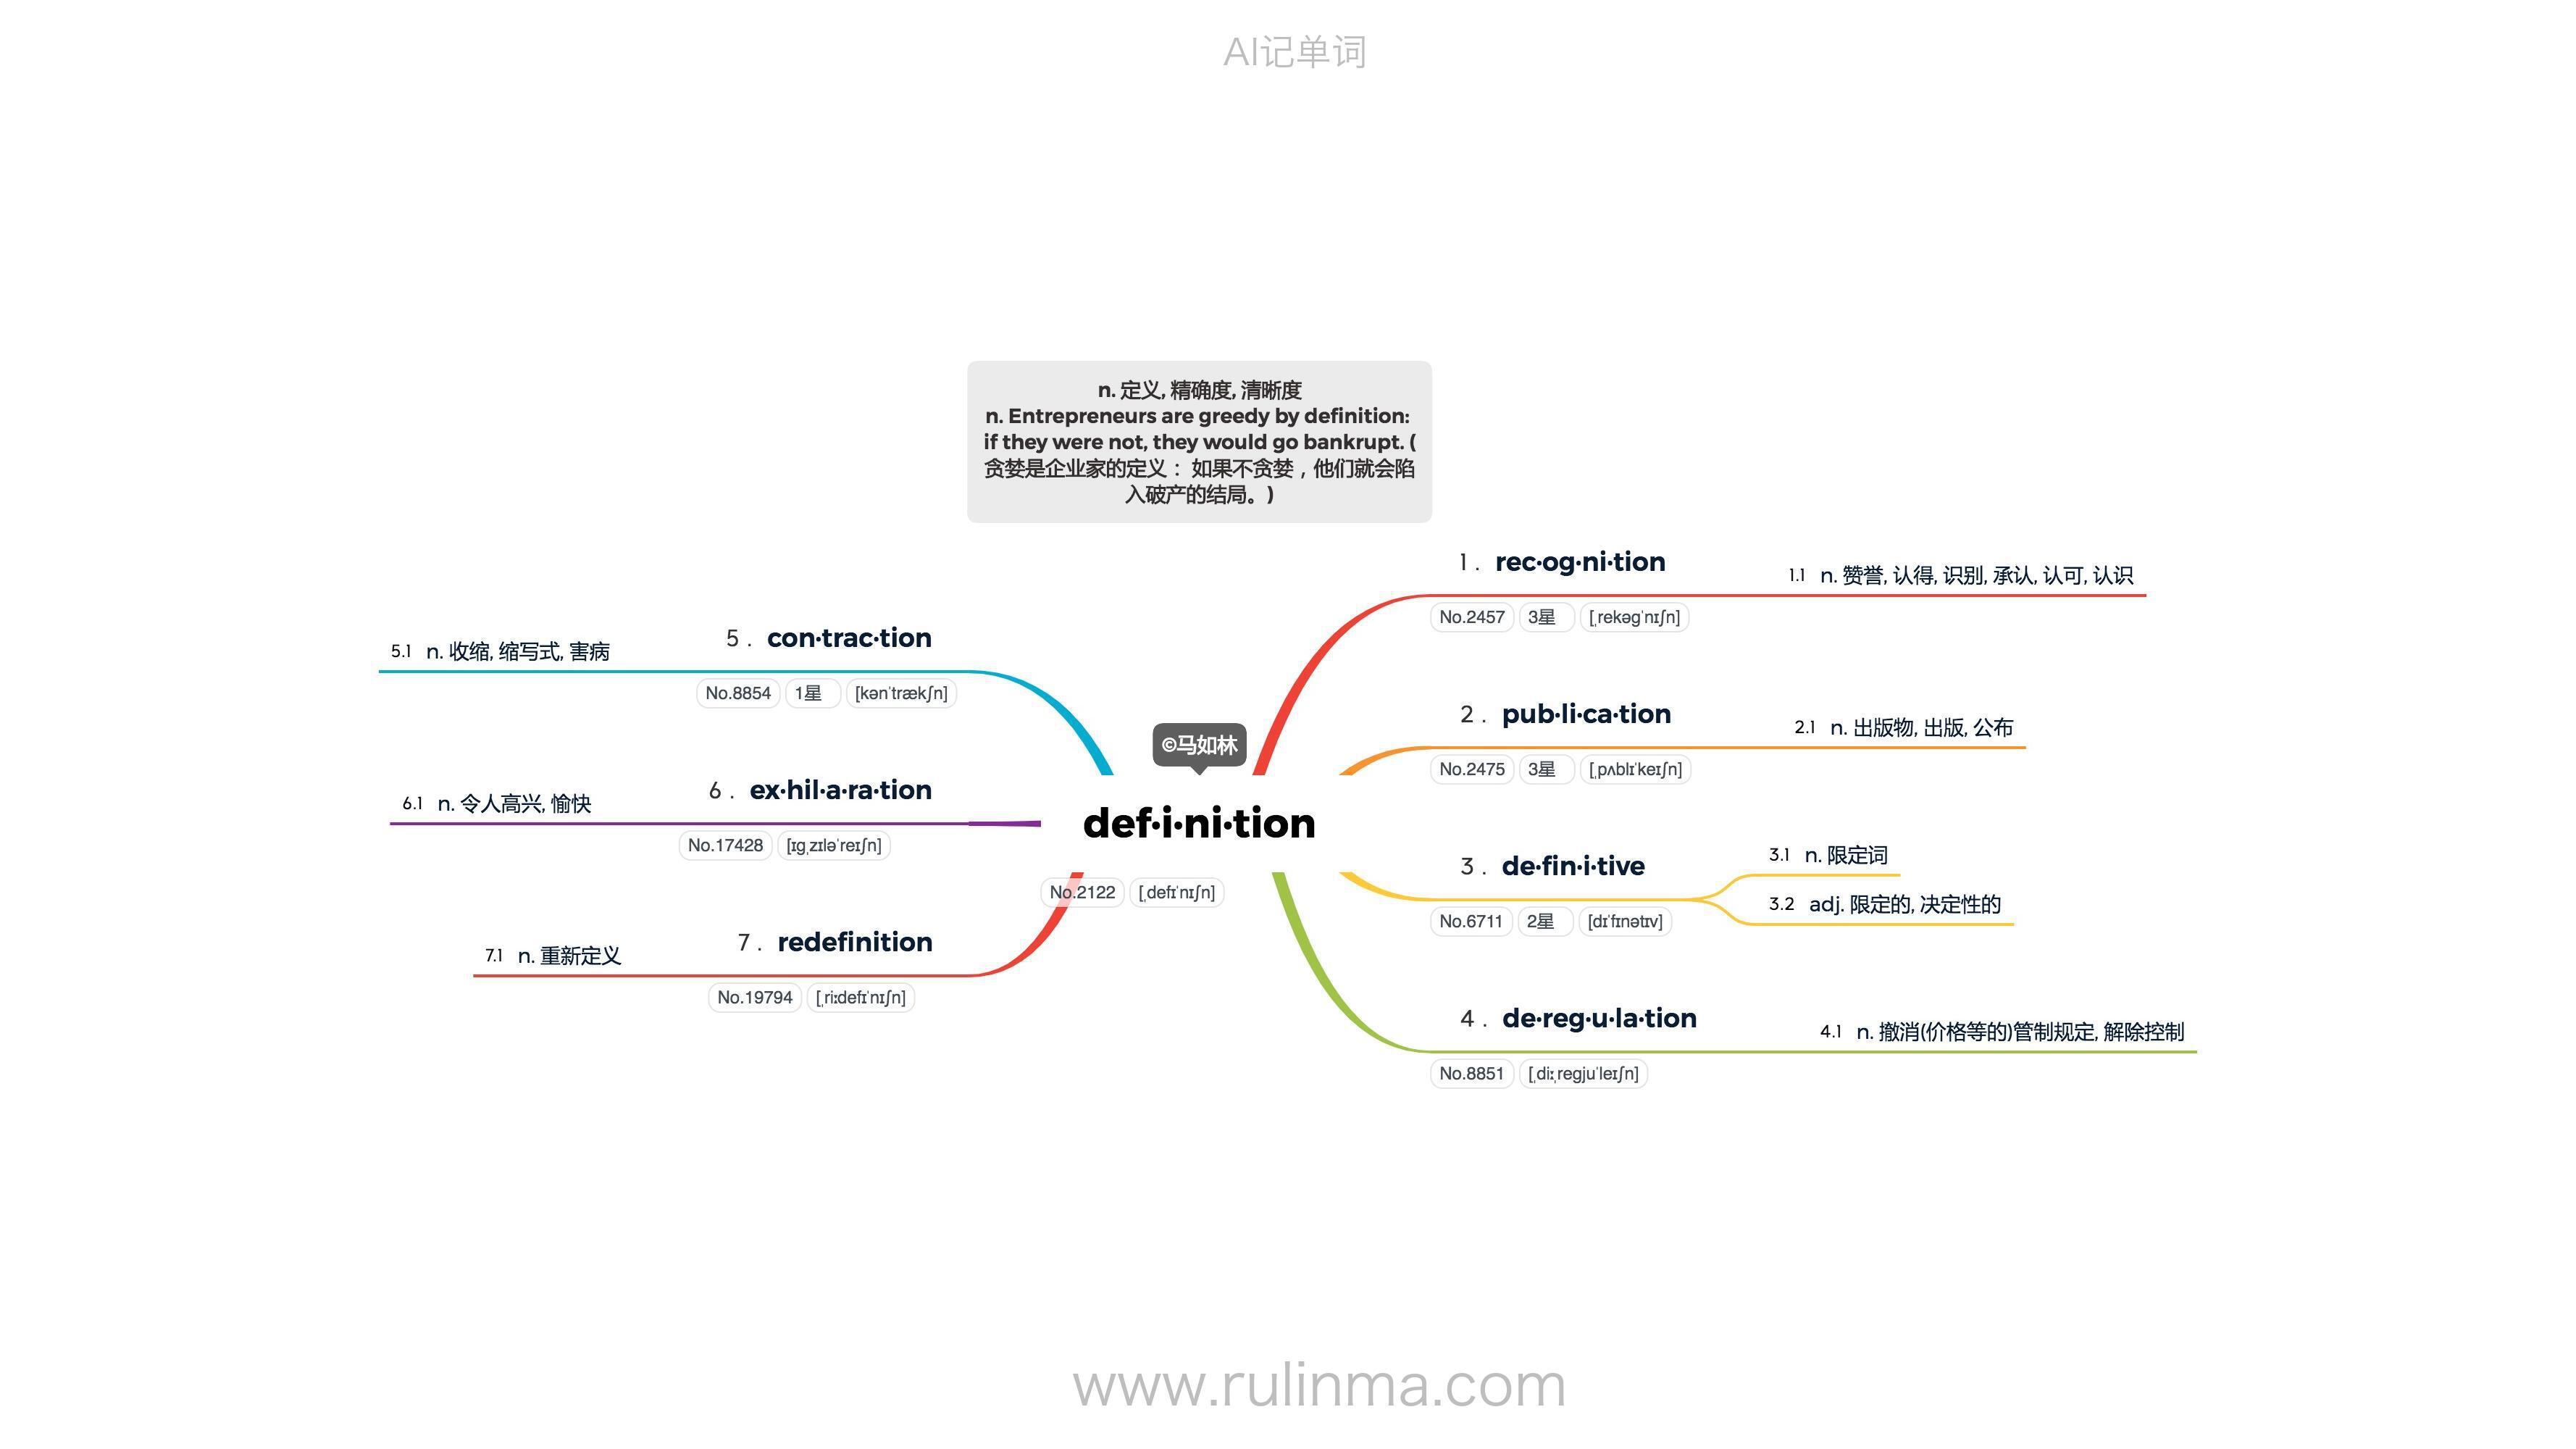 AI记单词
n. 定义, 精确度, 清晰度
n. Entrepreneurs are greedy by definition:
if they were not, they would go bankrupt. (
贪婪是企业家的定义： 如果不贪婪，他们就会陷
入破产的结局。)
©马如林
def·i·ni·tion
No.2122 [ˌdefɪˈnɪʃn]
1. rec·og·ni·tion
No.2457 3星 [ˌrekəɡˈnɪʃn]
1.1 n. 赞誉, 认得, 识别, 承认, 认可, 认识
2. pub·li·ca·tion
No.2475 3星 [ˌpʌblɪˈkeɪʃn]
2.1 n. 出版物, 出版, 公布
3. de·fin·i·tive
No.6711 2星 [dɪˈfɪnətɪv]
3.1 n. 限定词
3.2 adj. 限定的, 决定性的
4. de·reg·u·la·tion
No.8851 [ˌdiːˌreɡjuˈleɪʃn]
4.1 n. 撤消(价格等的)管制规定, 解除控制
5. con·trac·tion
No.8854 1星 [kənˈtrækʃn]
5.1 n. 收缩, 缩写式, 害病
6. ex·hil·a·ra·tion
No.17428 [ɪɡˌzɪləˈreɪʃn]
6.1 n. 令人高兴, 愉快
7. redefinition
No.19794 [ˌriːdefɪˈnɪʃn]
7.1 n. 重新定义
www.rulinma.com